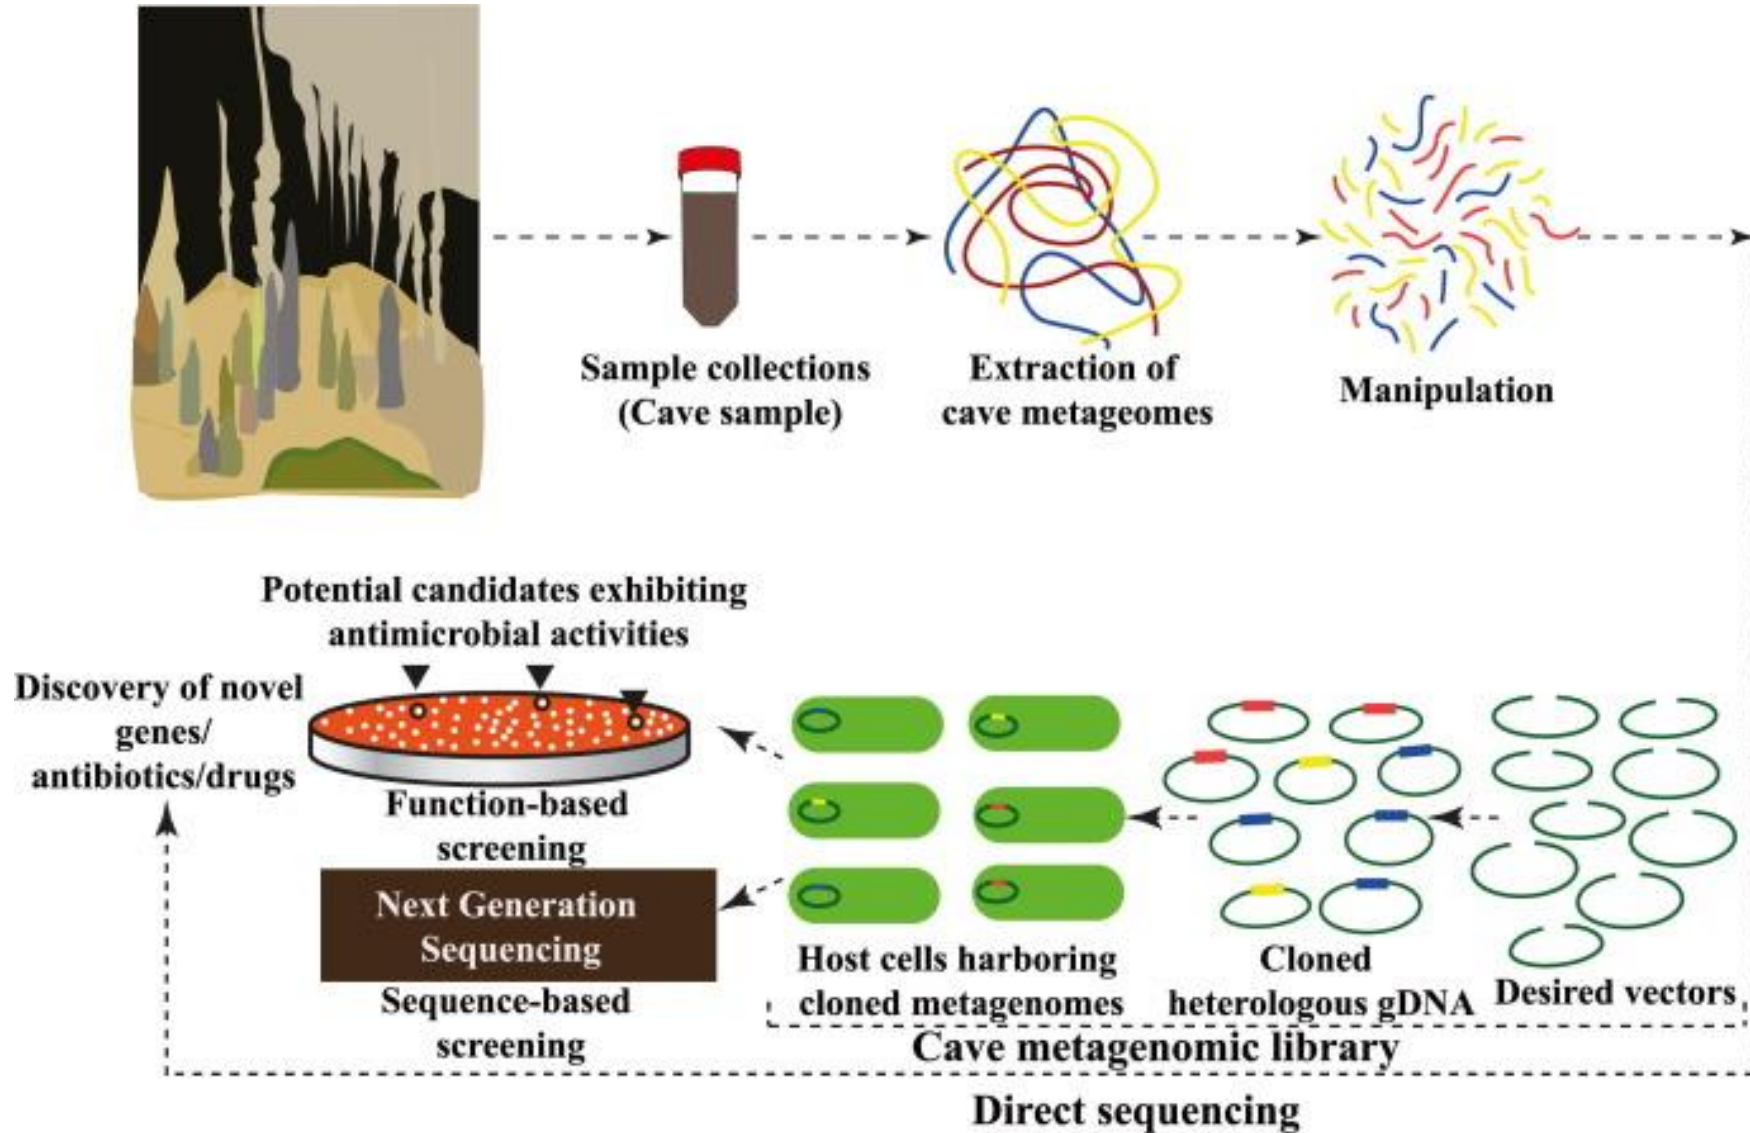 Sample collections
(Cave sample)
Extraction of
cave metageomes
Manipulation
Potential candidates exhibiting
antimicrobial activities
Discovery of novel
genes/
antibiotics/drugs
Function-based
screening
Next Generation
Sequencing
Sequence-based
screening
Host cells harboring
cloned metagenomes
Cloned
heterologous gDNA
Desired vectors
Cave metagenomic library
Direct sequencing